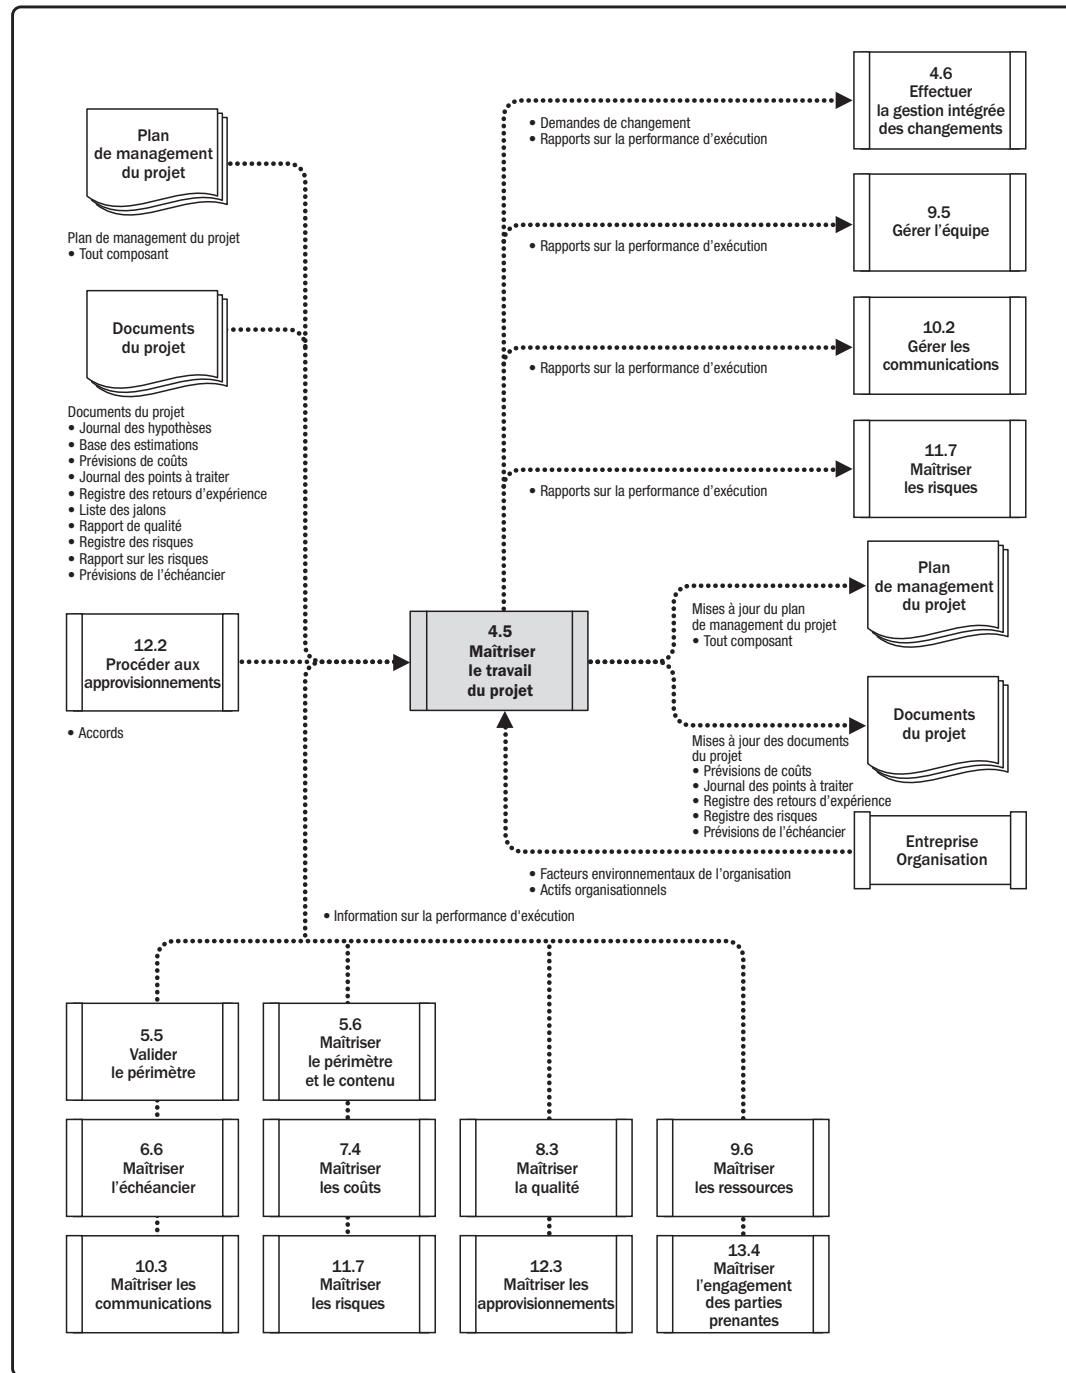 Plan
de management
du projet
Plan de management du projet
• Tout composant
Documents
du projet
Documents du projet
• Journal des hypothèses
• Base des estimations
• Prévisions de coûts
• Journal des points à traiter
• Registre des retours d'expérience
• Liste des jalons
• Rapport de qualité
• Registre des risques
• Rapport sur les risques
• Prévisions de l'échéancier
12.2
Procéder aux
approvisionnements
• Accords
4.5
Maîtriser
le travail
du projet
• Demandes de changement
• Rapports sur la performance d'exécution
4.6
Effectuer
la gestion intégrée
des changements
• Rapports sur la performance d'exécution
9.5
Gérer l'équipe
• Rapports sur la performance d'exécution
10.2
Gérer les
communications
• Rapports sur la performance d'exécution
11.7
Maîtriser
les risques
Mises à jour du plan
de management du projet
• Tout composant
Plan
de management
du projet
Mises à jour des documents
du projet
• Prévisions de coûts
• Journal des points à traiter
• Registre des retours d'expérience
• Registre des risques
• Prévisions de l'échéancier
Documents
du projet
Entreprise
Organisation
• Facteurs environnementaux de l'organisation
• Actifs organisationnels
• Information sur la performance d'exécution
5.5
Valider
le périmètre
5.6
Maîtriser
le périmètre
et le contenu
6.6
Maîtriser
l'échéancier
7.4
Maîtriser
les coûts
8.3
Maîtriser
la qualité
9.6
Maîtriser
les ressources
10.3
Maîtriser les
communications
11.7
Maîtriser
les risques
12.3
Maîtriser les
approvisionnements
13.4
Maîtriser
l'engagement
des parties
prenantes